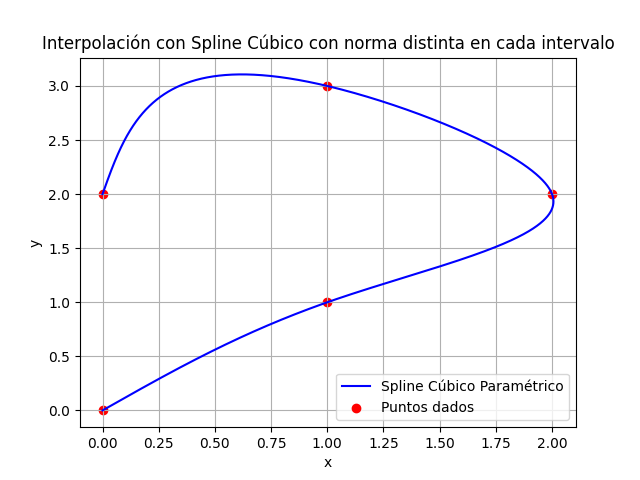 Interpolación con Spline Cúbico con norma distinta en cada intervalo
3.0
2.5
2.0
1.5
1.0
0.5
0.0
y
Spline Cúbico Paramétrico
Puntos dados
0.00 0.25 0.50 0.75 1.00 1.25 1.50 1.75 2.00
x